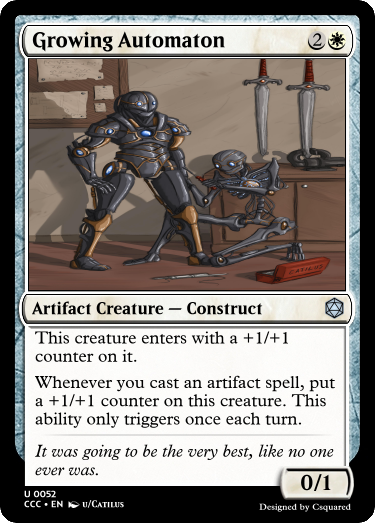 Growing Automaton
2
Artifact Creature — Construct
This creature enters with a +1/+1
counter on it.
Whenever you cast an artifact spell, put
a +1/+1 counter on this creature. This
ability only triggers once each turn.
It was going to be the very best, like no one
ever was.
0/1
U 0052
CCC • EN u/Catilus
Designed by Csquared